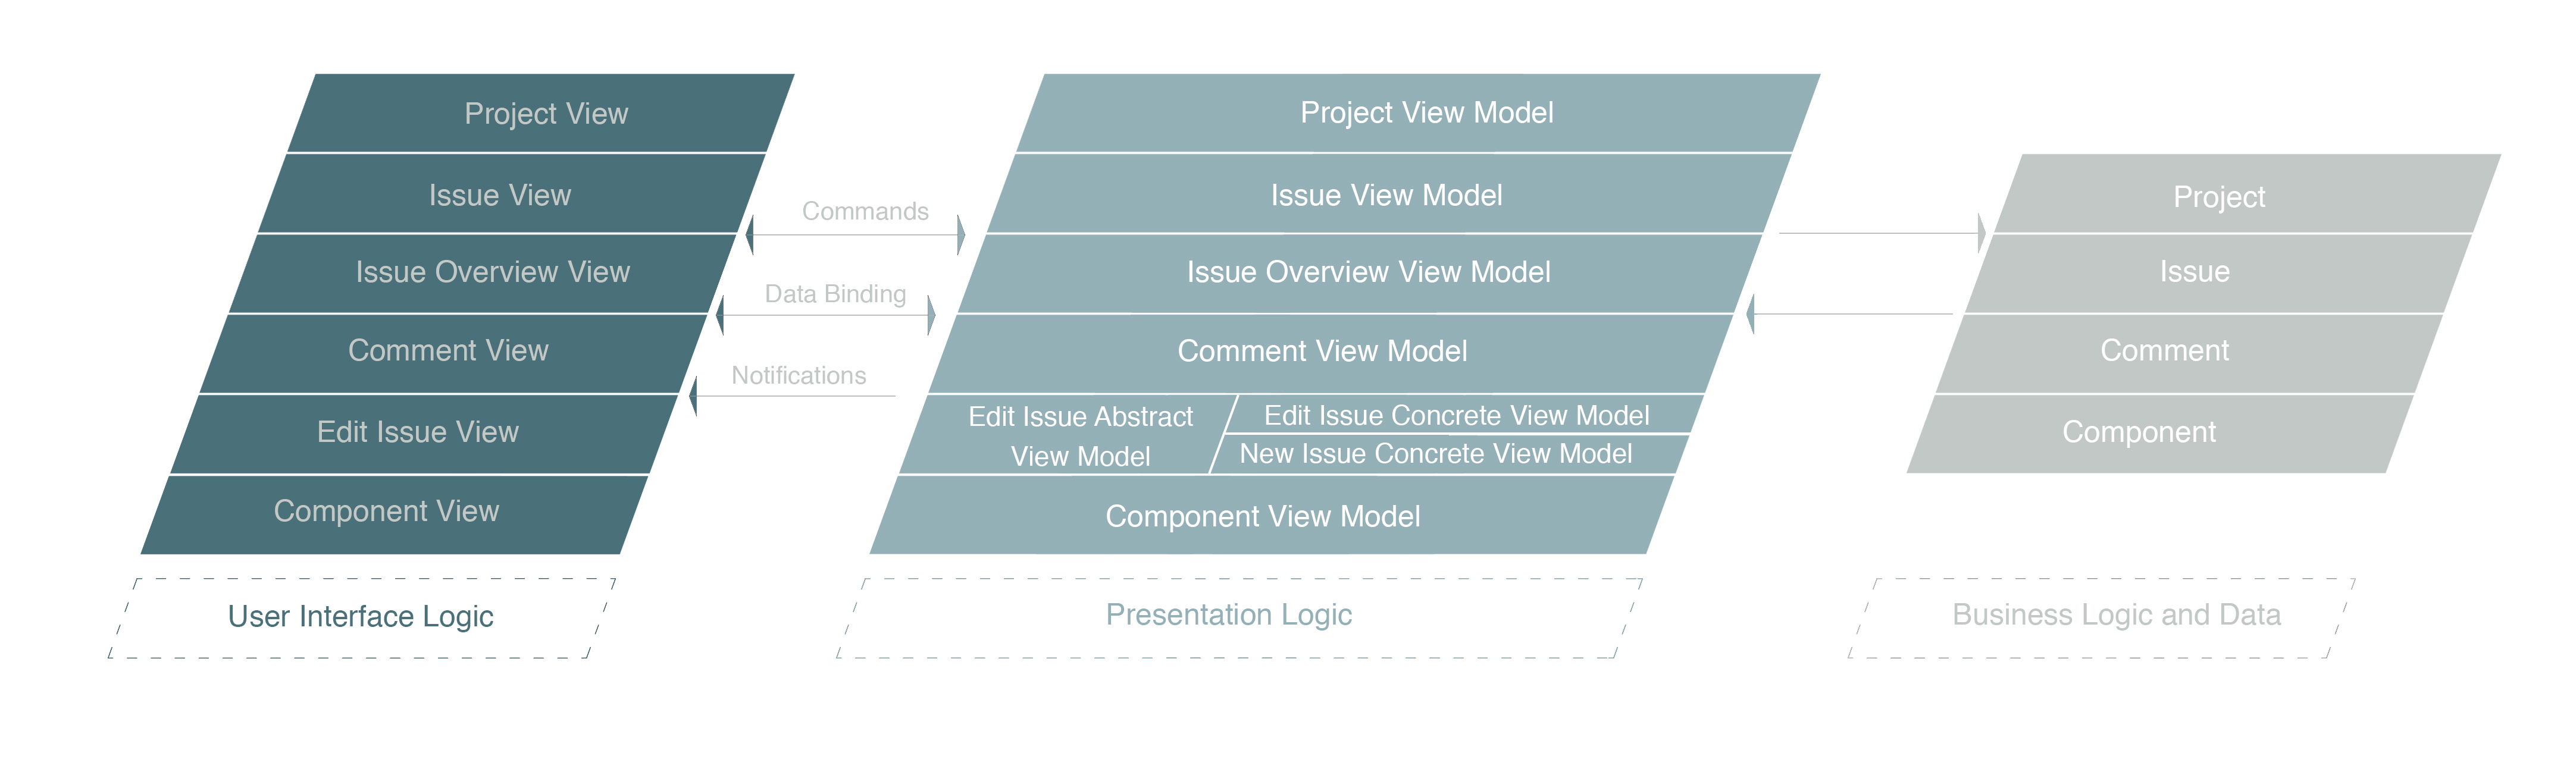 Project View
Issue View
Issue Overview View
Comment View
Edit Issue View
Component View
User Interface Logic
Commands
Data Binding
Notifications
Project View Model
Issue View Model
Issue Overview View Model
Comment View Model
Edit Issue Abstract
View Model
Edit Issue Concrete View Model
New Issue Concrete View Model
Component View Model
Presentation Logic
Project
Issue
Comment
Component
Business Logic and Data